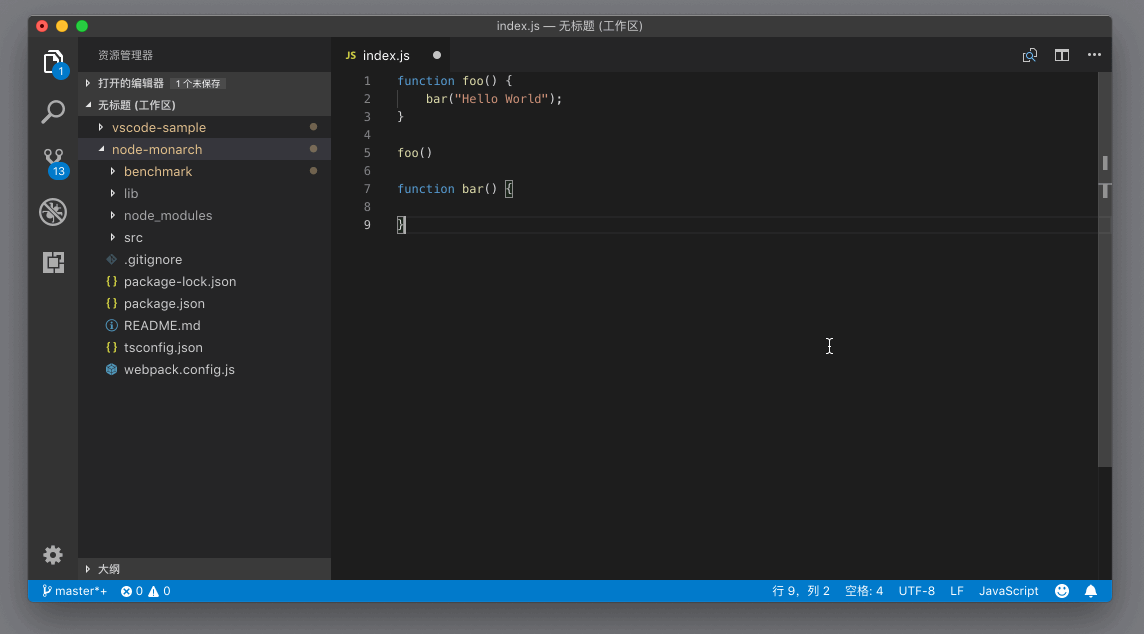 index.js — 无标题 (工作区)
资源管理器
1
打开的编辑器 1 个未保存
无标题 (工作区)
vscode-sample
node-monarch
13
benchmark
lib
node_modules
src
.gitignore
{} package-lock.json
{} package.json
README.md
{} tsconfig.json
webpack.config.js
大纲
JS index.js
1 function foo() {
2     bar("Hello World");
3 }
4
5 foo()
6
7 function bar() {
8
9 }
master*+ 0 0 行 9，列 2 空格: 4 UTF-8 LF JavaScript